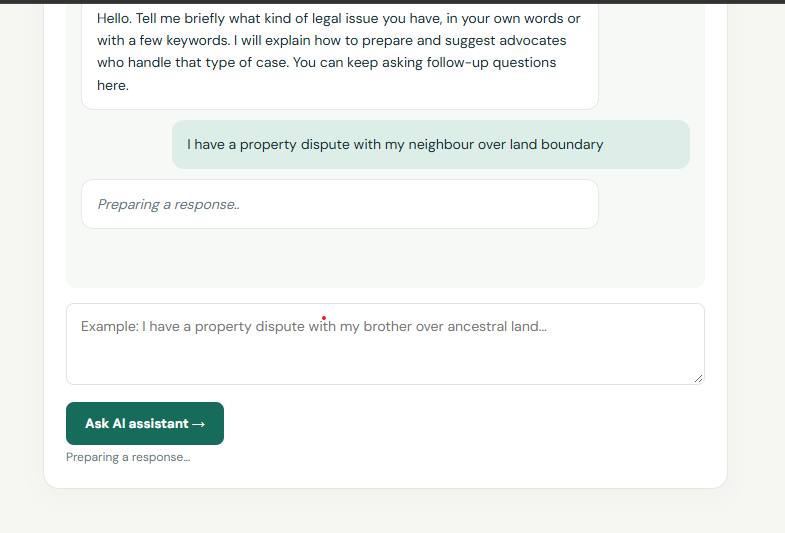 Hello. Tell me briefly what kind of legal issue you have, in your own words or
with a few keywords. I will explain how to prepare and suggest advocates
who handle that type of case. You can keep asking follow-up questions
here.
I have a property dispute with my neighbour over land boundary
Preparing a response..
Example: I have a property dispute with my brother over ancestral land...
Ask AI assistant →
Preparing a response...